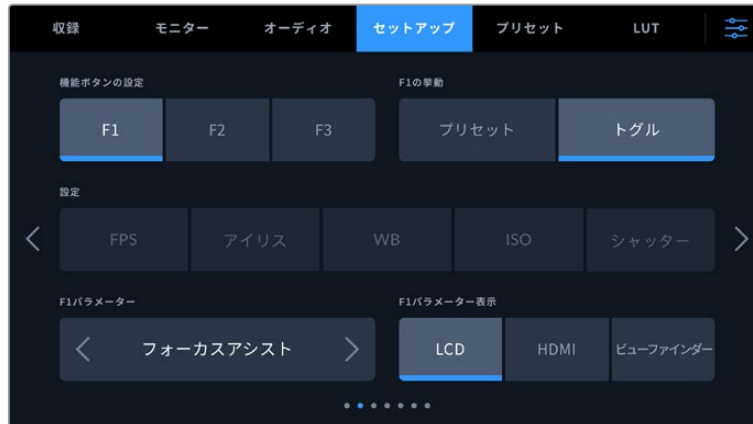 収録 モニター オーディオ セットアップ プリセット LUT
機能ボタンの設定 F1の挙動
F1 F2 F3 プリセット トグル
設定
FPS アイリス WB ISO シャッター
F1パラメーター F1パラメーター表示
フォーカスアシスト LCD HDMI ビューファインダー